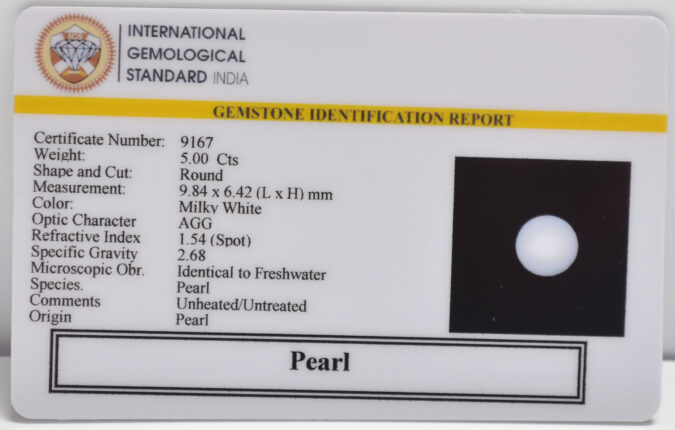 IGS
INTERNATIONAL
GEMOLOGICAL
STANDARD INDIA
GEMSTONE IDENTIFICATION REPORT
Certificate Number: 9167
Weight: 5.00 Cts
Shape and Cut: Round
Measurement: 9.84 x 6.42 (L x H) mm
Color: Milky White
Optic Character AGG
Refractive Index 1.54 (Spot)
Specific Gravity 2.68
Microscopic Obr. Identical to Freshwater
Species. Pearl
Comments Unheated/Untreated
Origin Pearl
Pearl